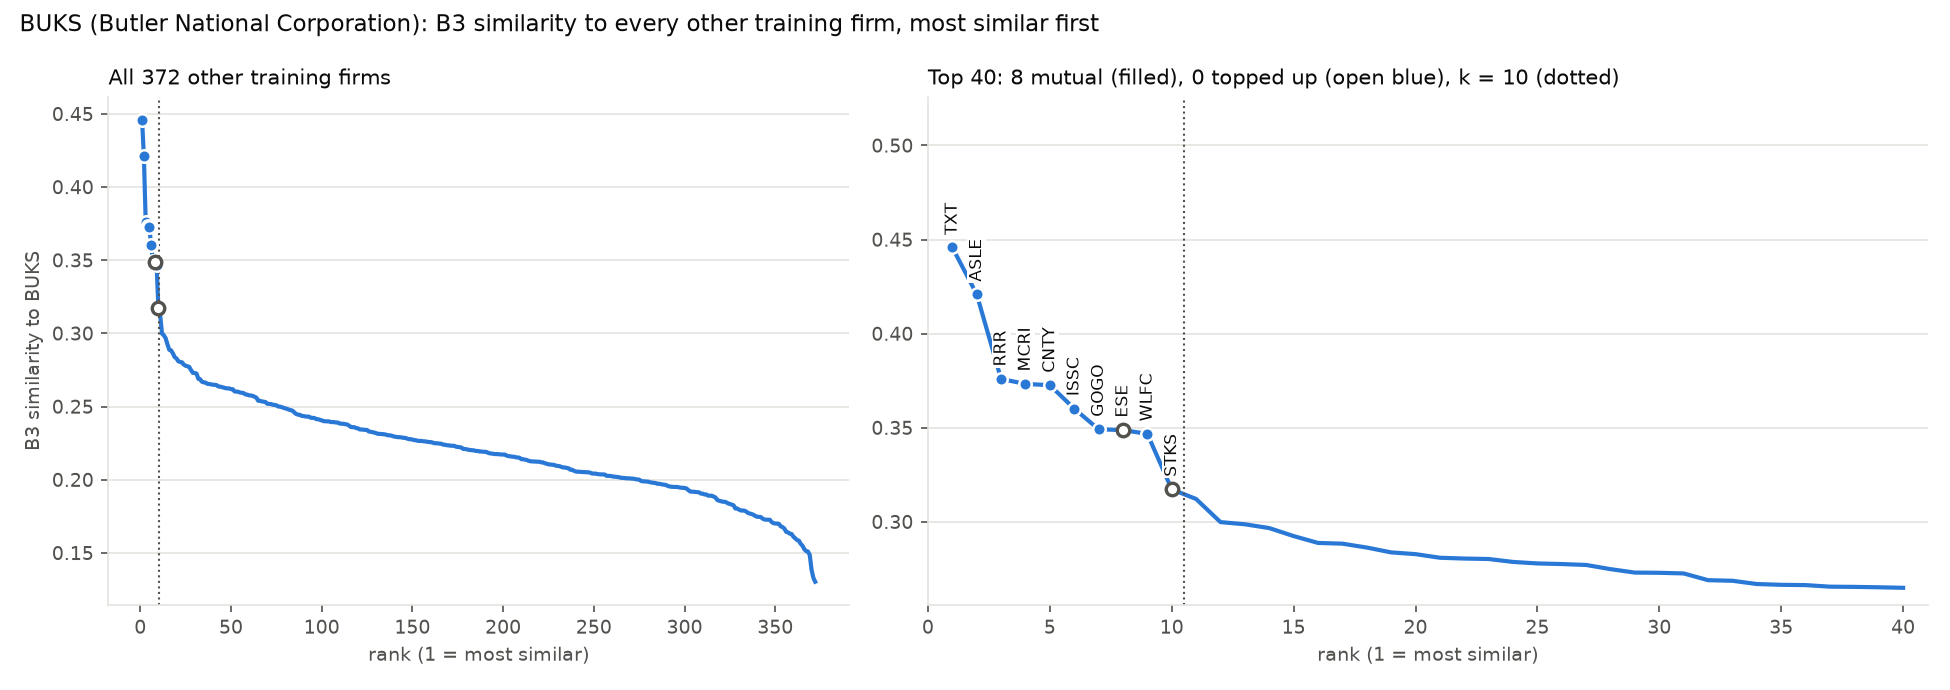 BUKS (Butler National Corporation): B3 similarity to every other training firm, most similar first
All 372 other training firms
B3 similarity to BUKS
0.45
0.40
0.35
0.30
0.25
0.20
0.15
0
50
100
150
200
250
300
350
rank (1 = most similar)
Top 40: 8 mutual (filled), 0 topped up (open blue), k = 10 (dotted)
0.50
0.45
0.40
0.35
0.30
TXT
ASLE
RRR
MCRI
CNTY
ISSC
GOGO
ESE
WLFC
STKS
0
5
10
15
20
25
30
35
40
rank (1 = most similar)